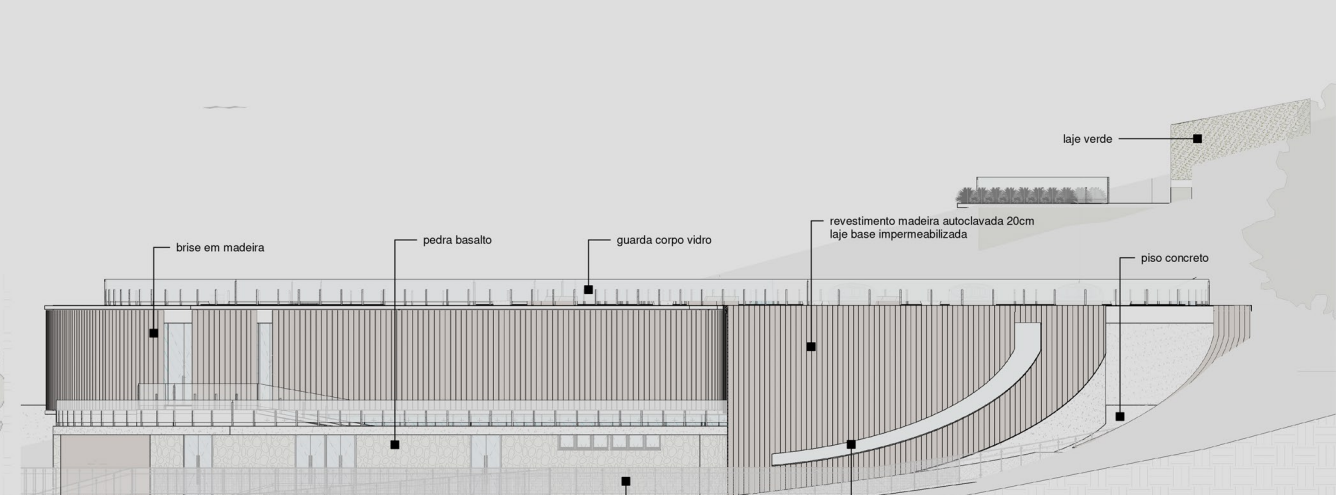 laje verde
revestimento madeira autoclavada 20cm
laje base impermeabilizada
brise em madeira
pedra basalto
guarda corpo vidro
piso concreto